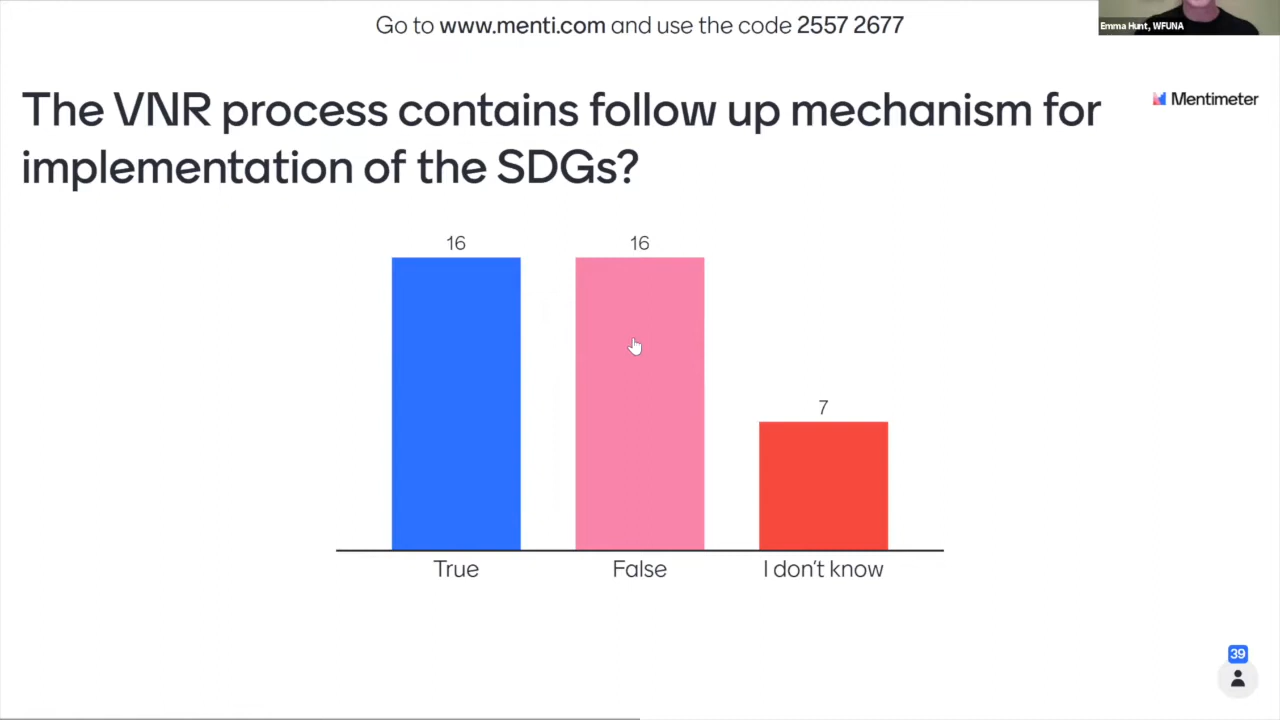 Go to www.menti.com and use the code 2557 2677
Emma Hunt, WFUNA
The VNR process contains follow up mechanism for
implementation of the SDGs?
Mentimeter
16
16
7
True
False
I don't know
39